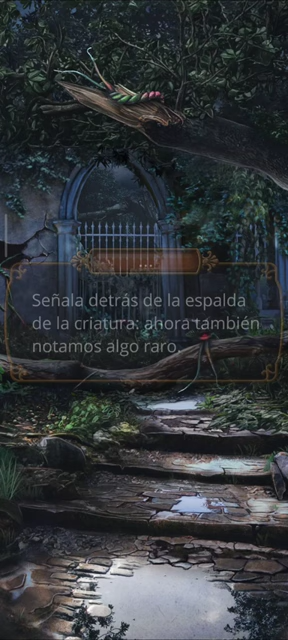 Señala detrás de la espalda
de la criatura: ahora también
notamos algo raro.